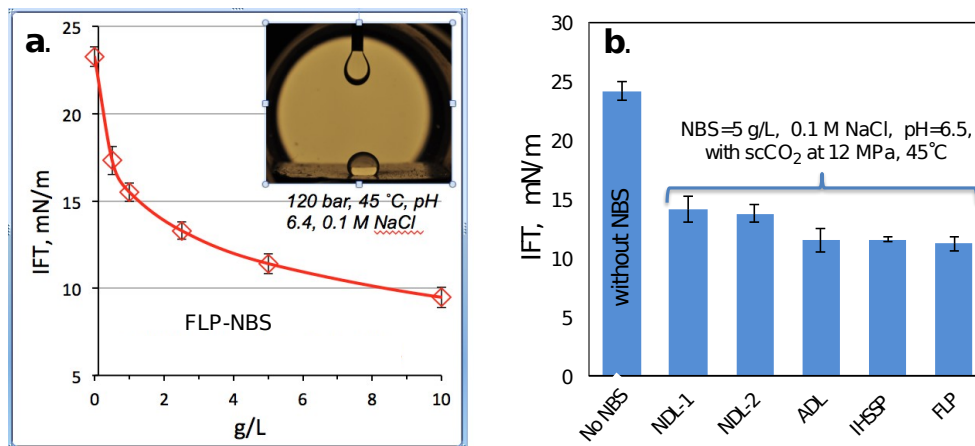 a.
25
20
15
10
5
IFT, mN/m
0
2
4
6
8
10
g/L
120 bar, 45 °C, pH
6.4, 0.1 M NaCl
FLP-NBS
b.
30
25
20
15
10
5
0
IFT, mN/m
without NBS
NBS=5 g/L, 0.1 M NaCl, pH=6.5,
with scCO₂ at 12 MPa, 45˚C
No NBS
NDL-1
NDL-2
ADL
IHSSP
FLP